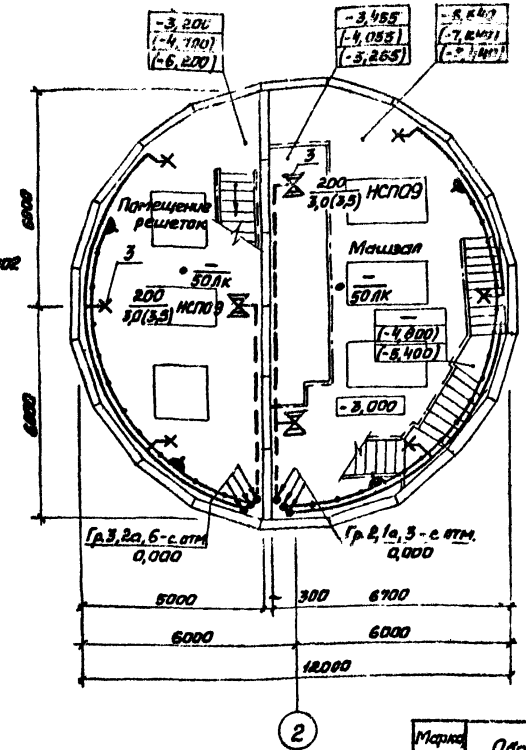 -3,200
(-4,100)
(-6,200)
-3,455
(-4,055)
(-5,265)
3
200
3,0(3,5) НСП09
Помещение
решеток
Машзал
3
-
50ЛК
-
50ЛК
200
3,0(3,5) НСП09
-
(-4,800)
(-5,400)
-3,000
6000
6000
Гр.3,2а,6-с отм.
0,000
Гр.2,1а,3-с отм.
0,000
5000
300
6700
6000
6000
12000
2
Марка